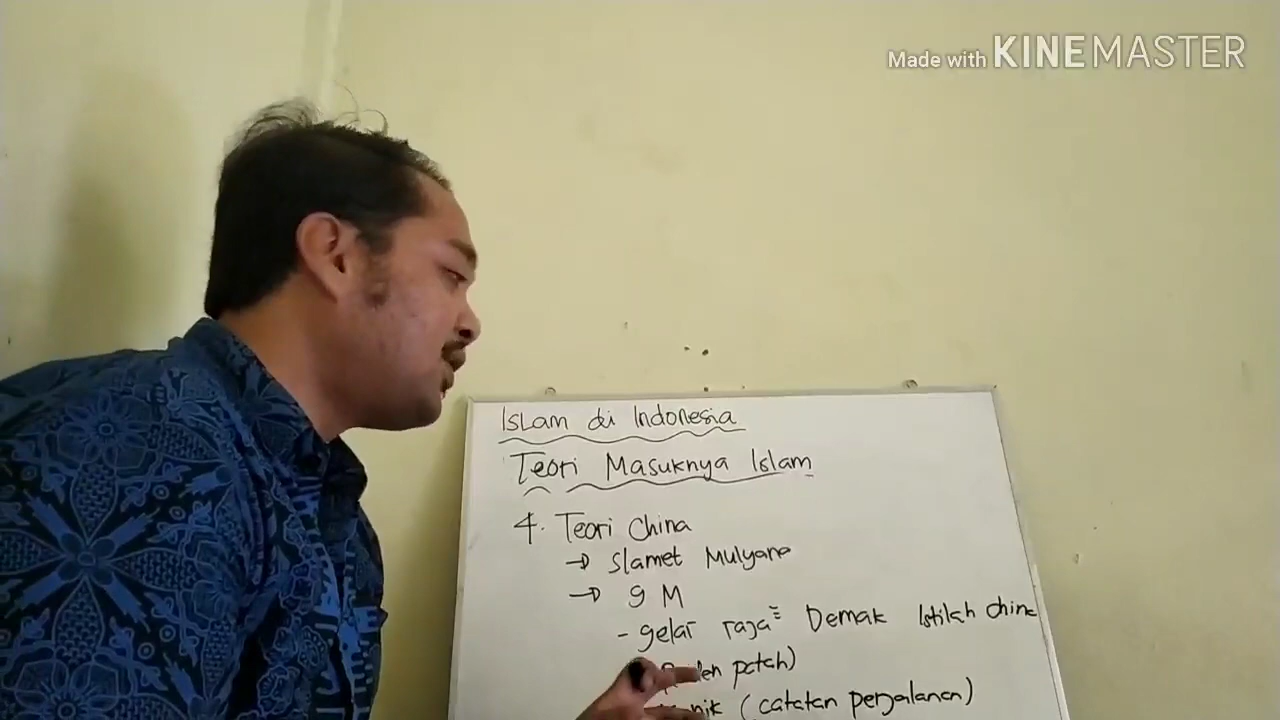 Made with KINEMASTER
Islam di Indonesia
Teori Masuknya Islam
4. Teori China
→ Slamet Mulyana
→ 9 M
- gelar raja² Demak Istilah China
patah)
(catatan perjalanan)